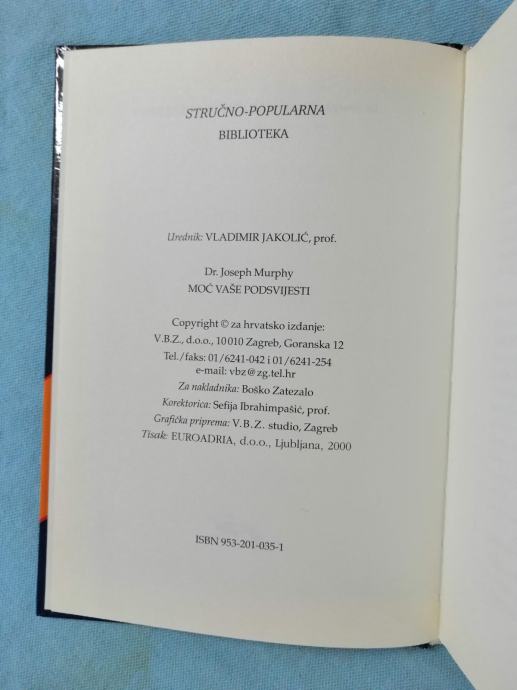 STRUČNO-POPULARNA
BIBLIOTEKA
Urednik: VLADIMIR JAKOLIĆ, prof.
Dr. Joseph Murphy
MOĆ VAŠE PODSVIJESTI
Copyright © za hrvatsko izdanje:
V.B.Z., d.o.o., 10010 Zagreb, Goranska 12
Tel./faks: 01/6241-042 i 01/6241-254
e-mail: vbz@zg.tel.hr
Za nakladnika: Boško Zatezalo
Korektorica: Sefija Ibrahimpašić, prof.
Grafička priprema: V.B.Z. studio, Zagreb
Tisak: EUROADRIA, d.o.o., Ljubljana, 2000
ISBN 953-201-035-1